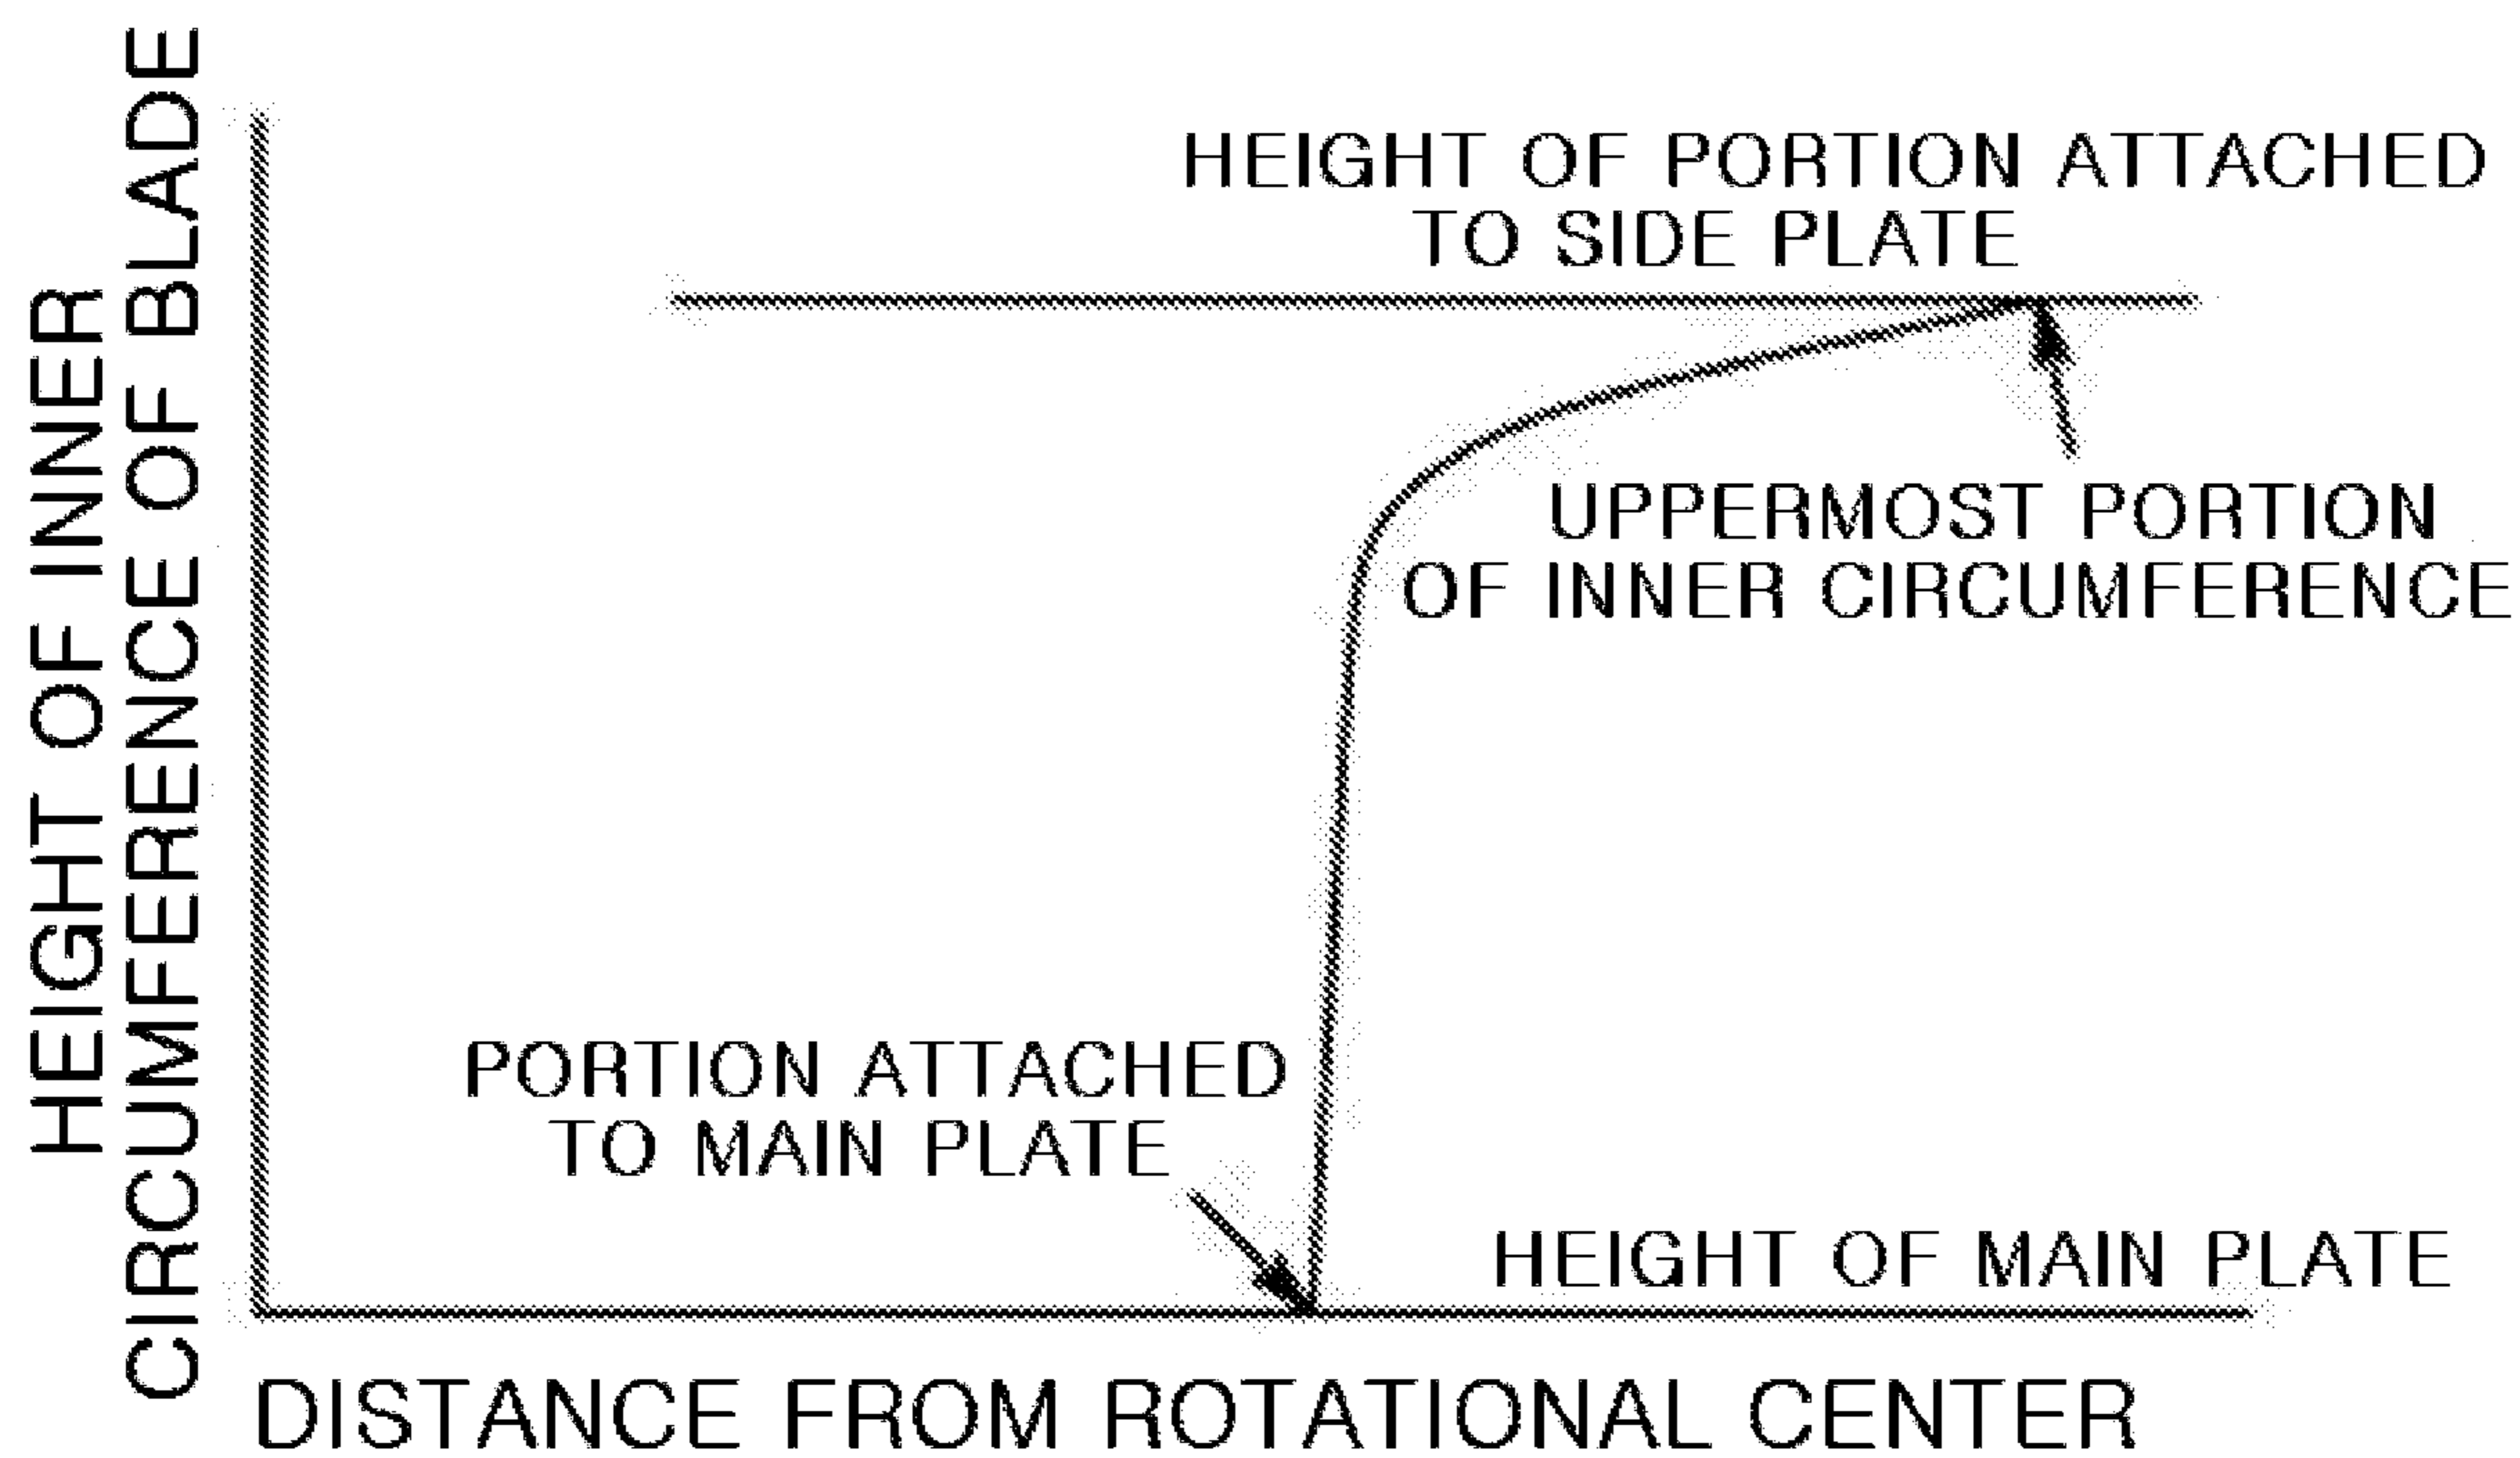 HEIGHT OF INNER
CIRCUMFERENCE OF BLADE
HEIGHT OF PORTION ATTACHED
TO SIDE PLATE
UPPERMOST PORTION
OF INNER CIRCUMFERENCE
PORTION ATTACHED
TO MAIN PLATE
HEIGHT OF MAIN PLATE
DISTANCE FROM ROTATIONAL CENTER